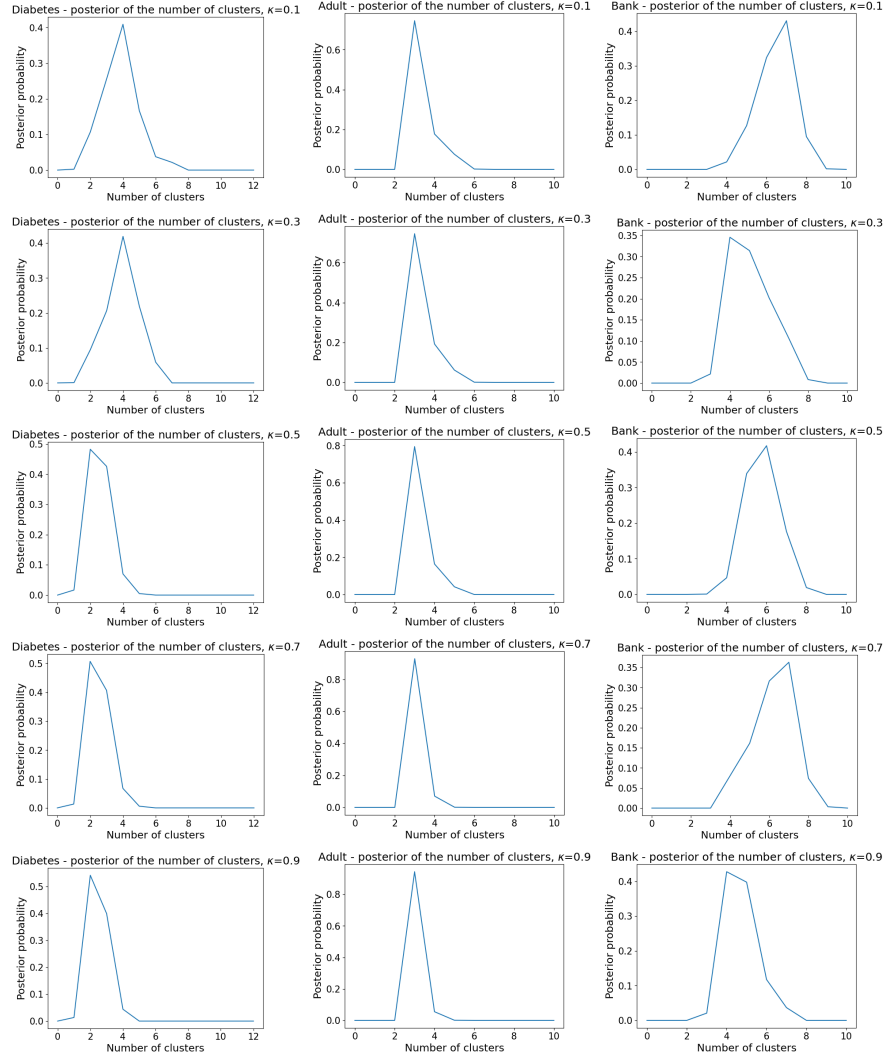 Diabetes - posterior of the number of clusters, κ=0.1
Posterior probability
0.4
0.3
0.2
0.1
0.0
0 2 4 6 8 10 12
Number of clusters
Adult - posterior of the number of clusters, κ=0.1
Posterior probability
0.6
0.4
0.2
0.0
0 2 4 6 8 10
Number of clusters
Bank - posterior of the number of clusters, κ=0.1
Posterior probability
0.4
0.3
0.2
0.1
0.0
0 2 4 6 8 10
Number of clusters
Diabetes - posterior of the number of clusters, κ=0.3
Posterior probability
0.4
0.3
0.2
0.1
0.0
0 2 4 6 8 10 12
Number of clusters
Adult - posterior of the number of clusters, κ=0.3
Posterior probability
0.6
0.4
0.2
0.0
0 2 4 6 8 10
Number of clusters
Bank - posterior of the number of clusters, κ=0.3
Posterior probability
0.35
0.30
0.25
0.20
0.15
0.10
0.05
0.00
0 2 4 6 8 10
Number of clusters
Diabetes - posterior of the number of clusters, κ=0.5
Posterior probability
0.5
0.4
0.3
0.2
0.1
0.0
0 2 4 6 8 10 12
Number of clusters
Adult - posterior of the number of clusters, κ=0.5
Posterior probability
0.8
0.6
0.4
0.2
0.0
0 2 4 6 8 10
Number of clusters
Bank - posterior of the number of clusters, κ=0.5
Posterior probability
0.4
0.3
0.2
0.1
0.0
0 2 4 6 8 10
Number of clusters
Diabetes - posterior of the number of clusters, κ=0.7
Posterior probability
0.5
0.4
0.3
0.2
0.1
0.0
0 2 4 6 8 10 12
Number of clusters
Adult - posterior of the number of clusters, κ=0.7
Posterior probability
0.8
0.6
0.4
0.2
0.0
0 2 4 6 8 10
Number of clusters
Bank - posterior of the number of clusters, κ=0.7
Posterior probability
0.35
0.30
0.25
0.20
0.15
0.10
0.05
0.00
0 2 4 6 8 10
Number of clusters
Diabetes - posterior of the number of clusters, κ=0.9
Posterior probability
0.5
0.4
0.3
0.2
0.1
0.0
0 2 4 6 8 10 12
Number of clusters
Adult - posterior of the number of clusters, κ=0.9
Posterior probability
0.8
0.6
0.4
0.2
0.0
0 2 4 6 8 10
Number of clusters
Bank - posterior of the number of clusters, κ=0.9
Posterior probability
0.4
0.3
0.2
0.1
0.0
0 2 4 6 8 10
Number of clusters